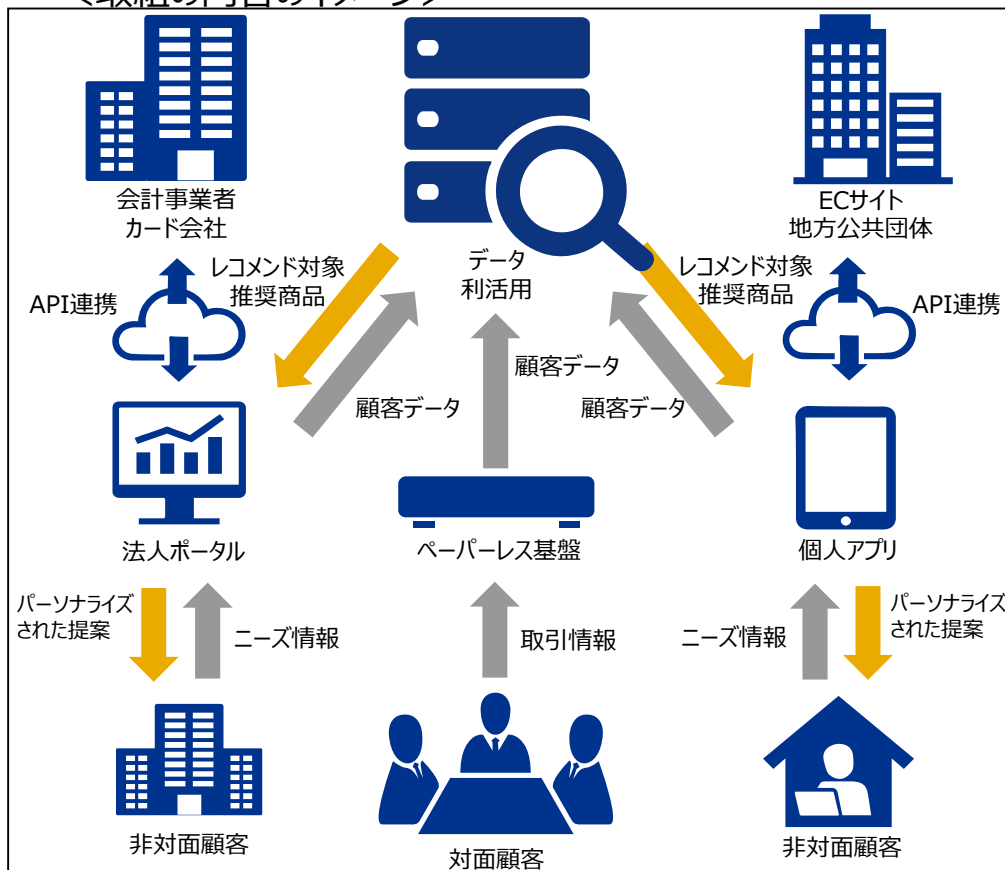 会計事業者
カード会社
データ
利活用
ECサイト
地方公共団体
API連携
レコメンド対象
推奨商品
レコメンド対象
推奨商品
API連携
顧客データ
顧客データ
顧客データ
法人ポータル
ペーパーレス基盤
個人アプリ
パーソナライズ
された提案
ニーズ情報
取引情報
ニーズ情報
パーソナライズ
された提案
非対面顧客
対面顧客
非対面顧客